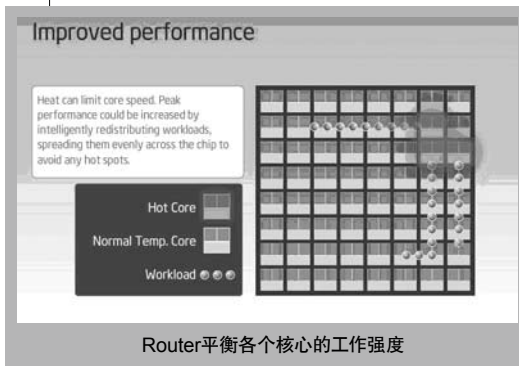 Improved performance
Heat can limit core speed. Peak
performance could be increased by
intelligently redistributing workloads,
spreading them evenly across the chip to
avoid any hot spots.
Hot Core
Normal Temp. Core
Workload
Router平衡各个核心的工作强度